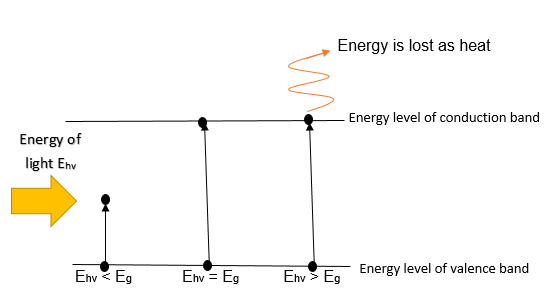 Energy is lost as heat
Energy level of conduction band
Energy of
light Ehv
Energy level of valence band
Ehv < Eg
Ehv = Eg
Ehv > Eg